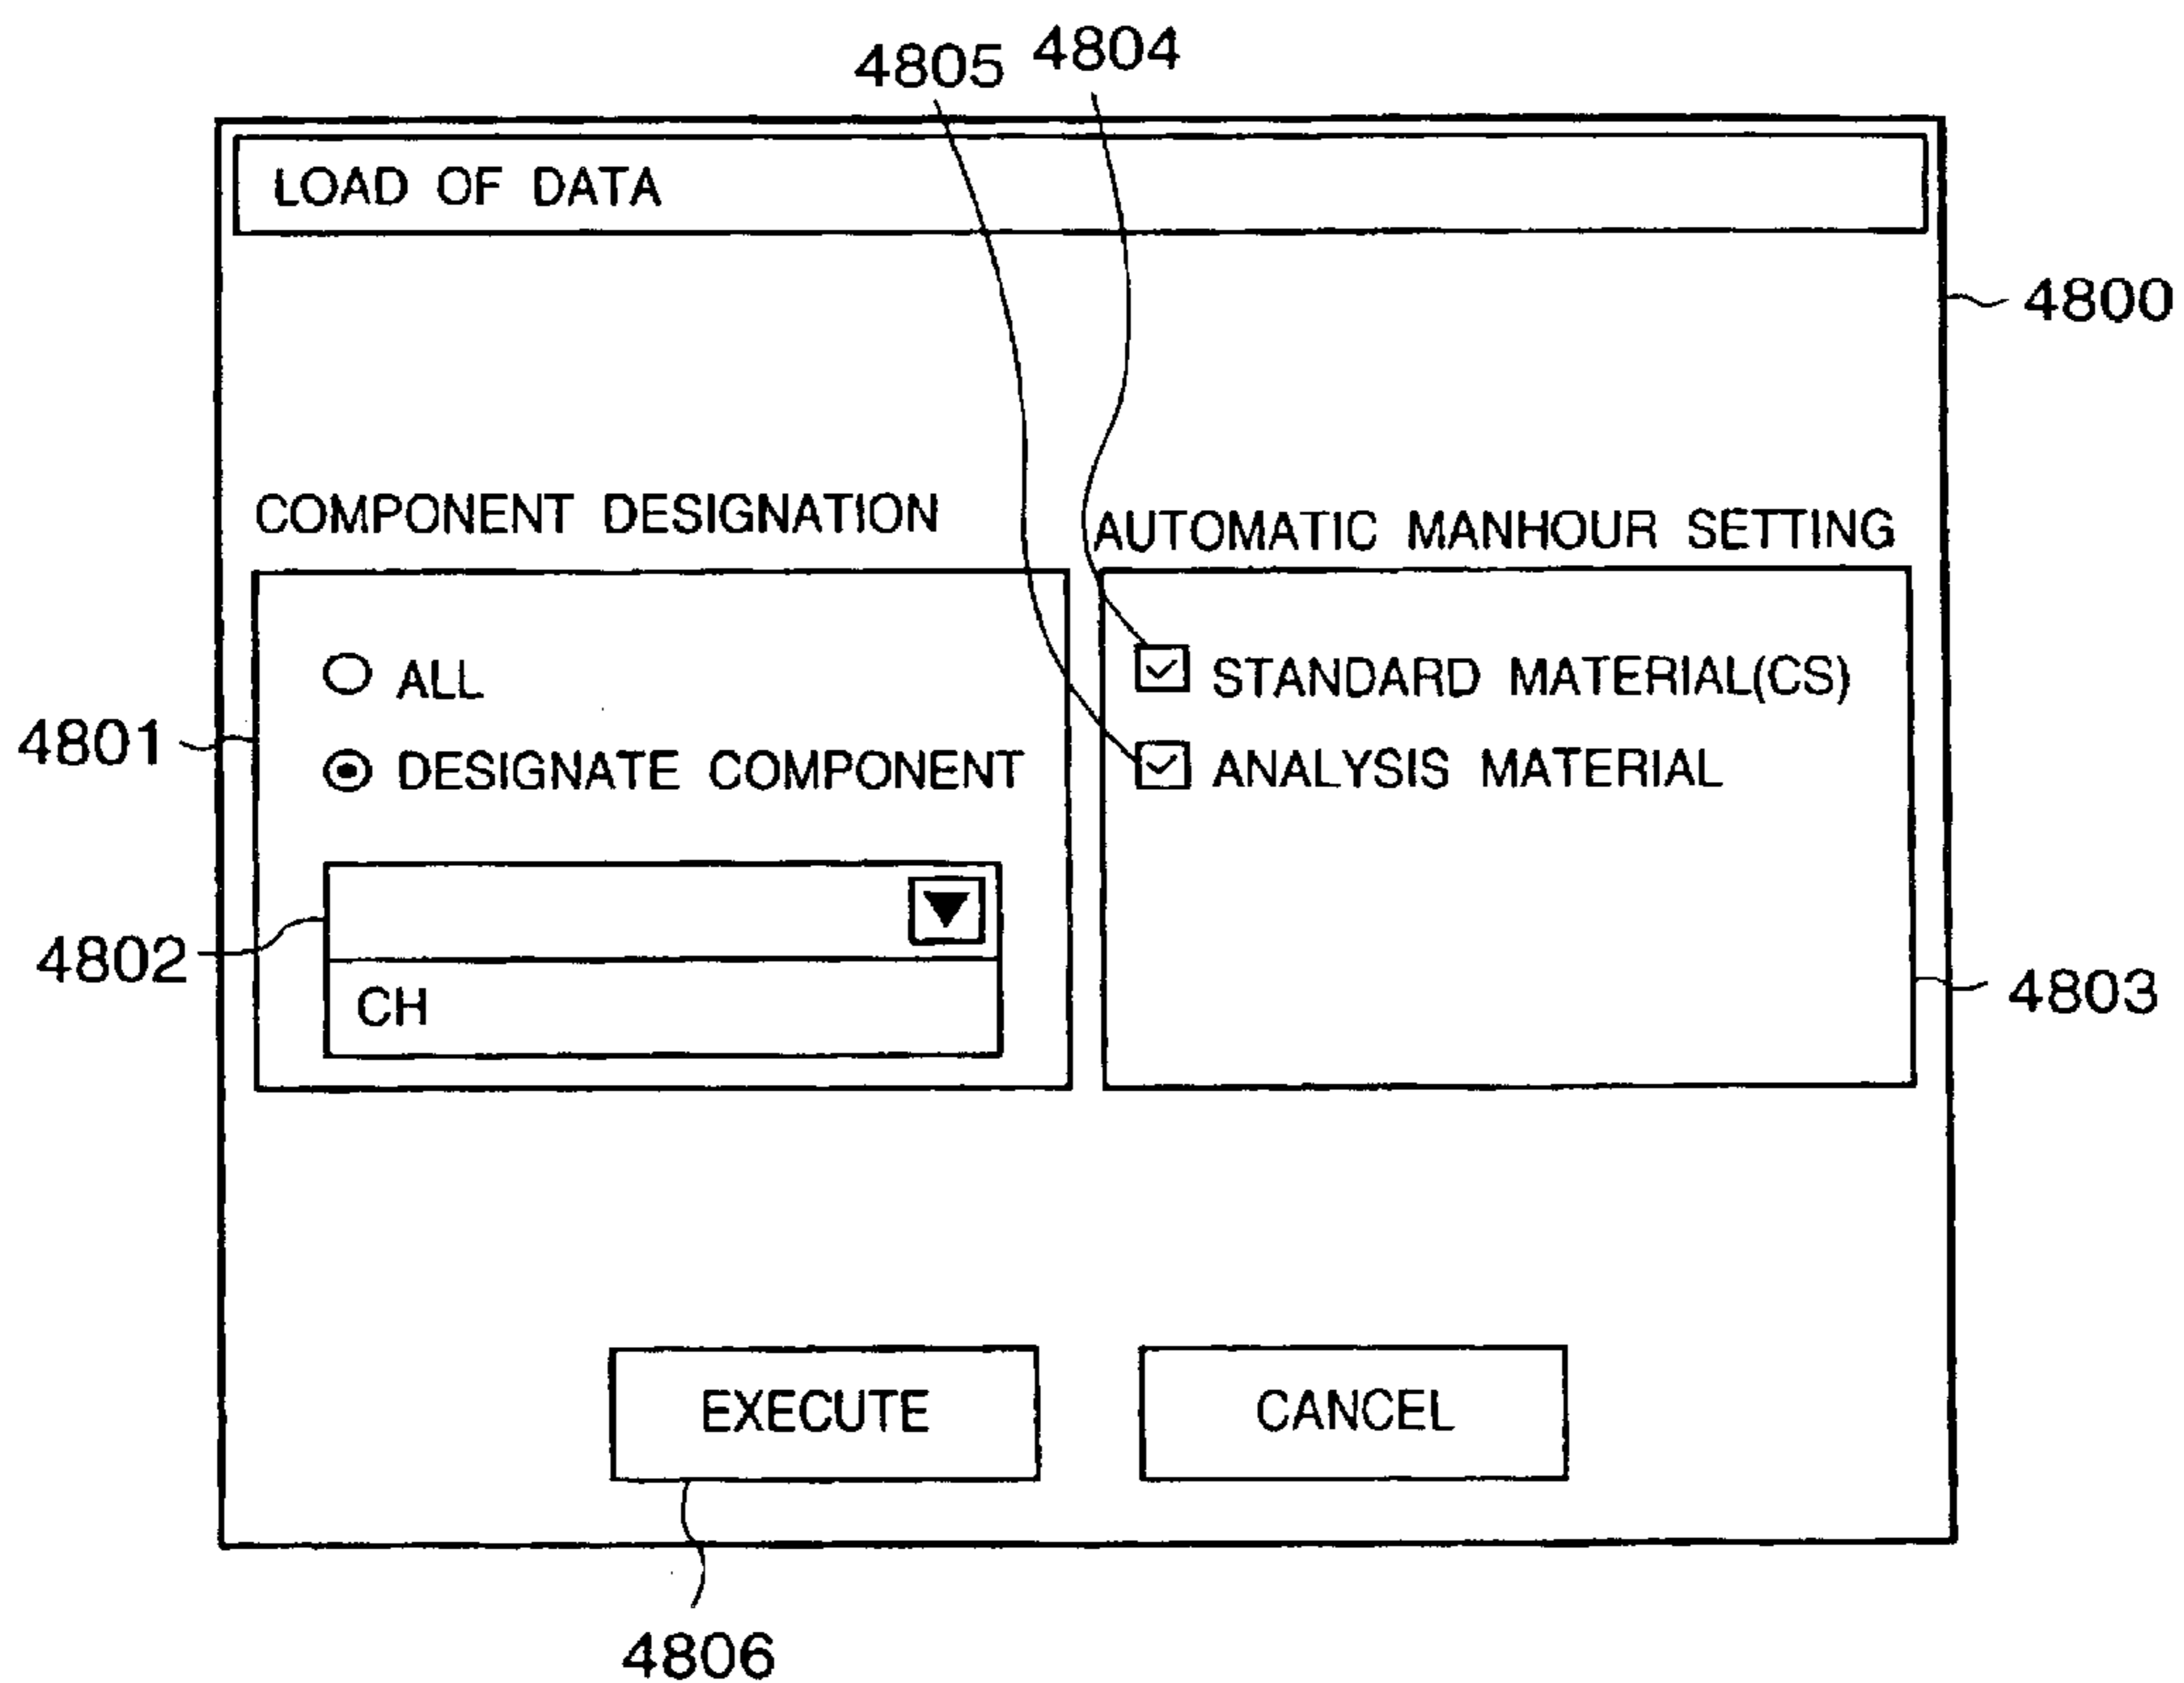 4805 4804
LOAD OF DATA
4800
COMPONENT DESIGNATION
AUTOMATIC MANHOUR SETTING
ALL
STANDARD MATERIAL(CS)
4801
DESIGNATE COMPONENT
ANALYSIS MATERIAL
4802
CH
4803
EXECUTE
CANCEL
4806